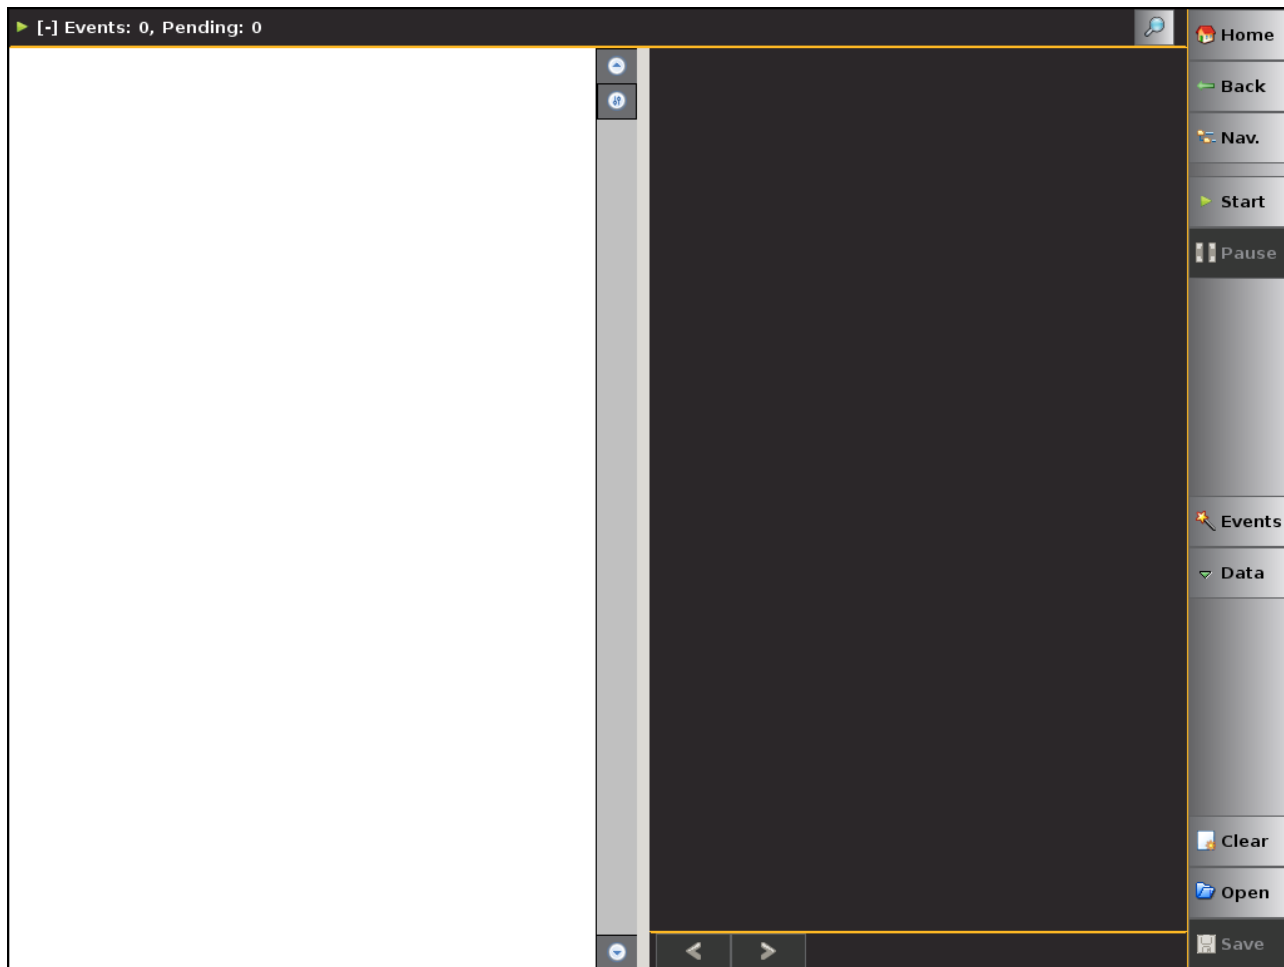 [-] Events: 0, Pending: 0
Home
Back
Nav.
Start
Pause
Events
Data
Clear
Open
Save